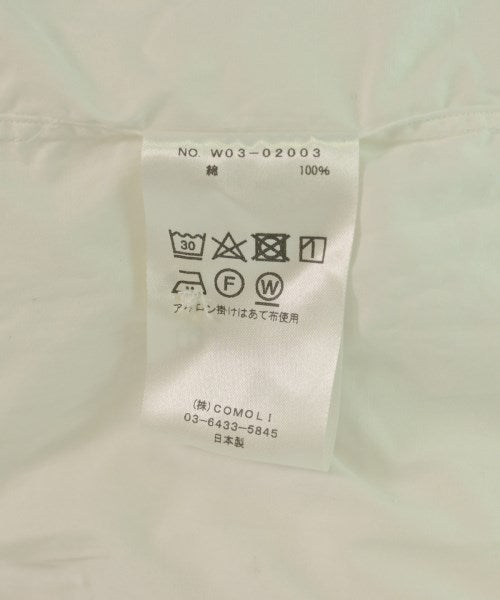 NO. W03-02003
綿 100%
30
F W
アイロン掛けはあて布使用
(株)COMOLI
03-6433-5845
日本製